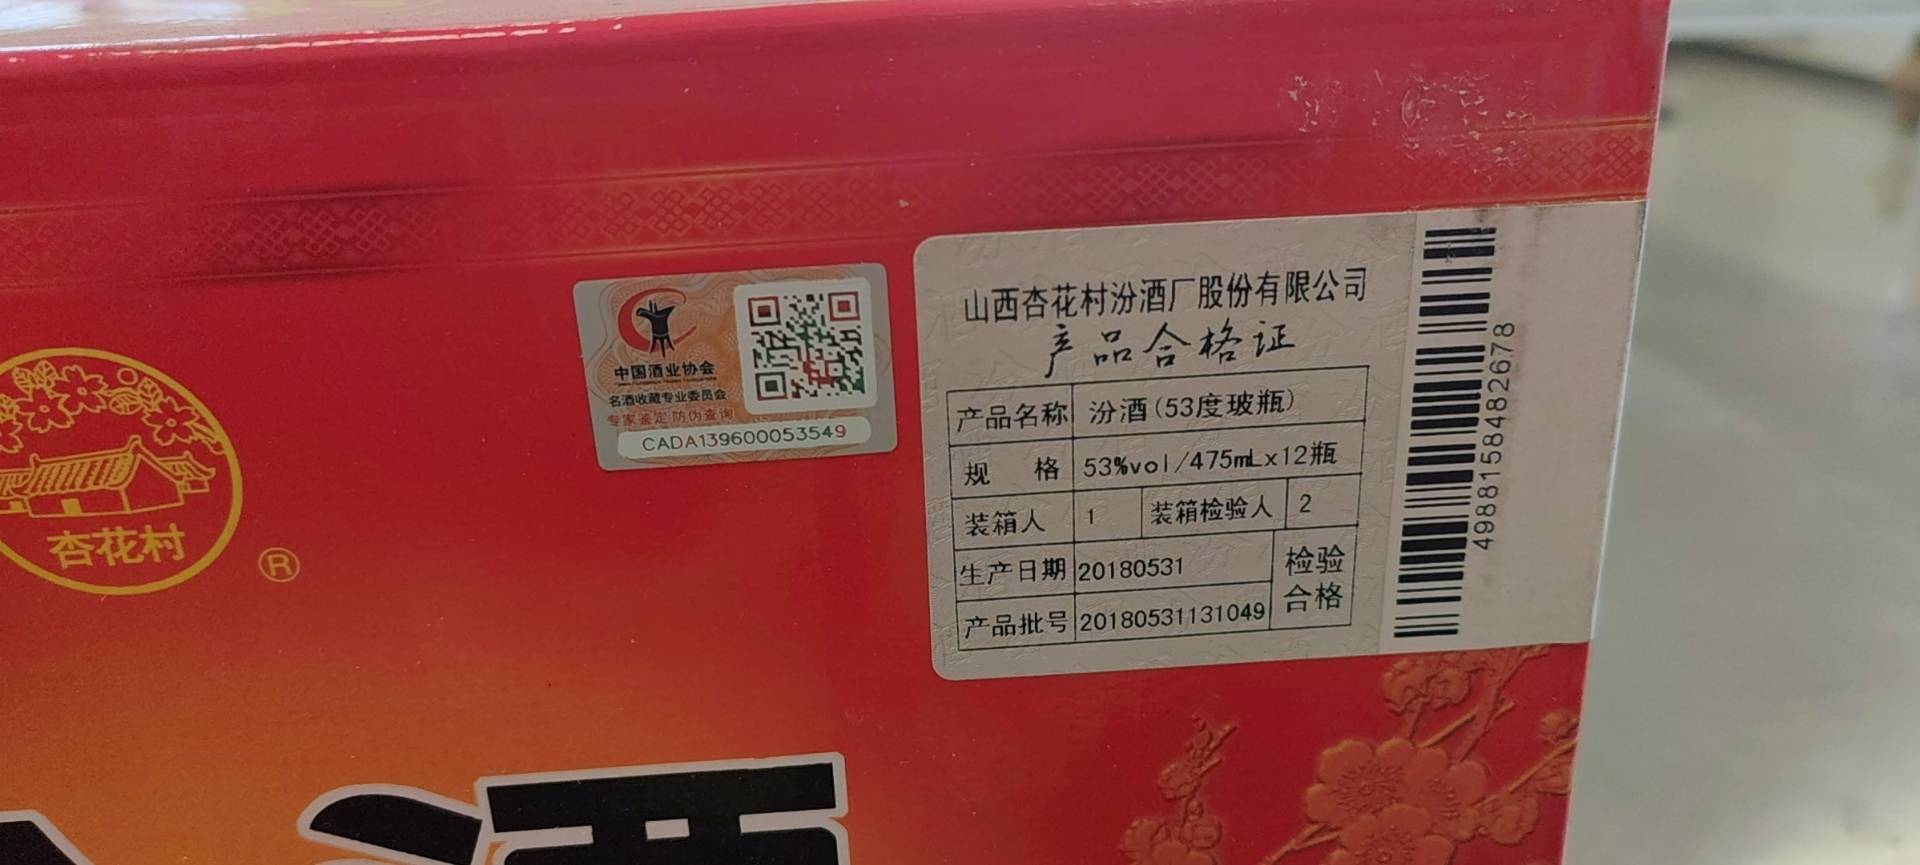 杏花村
®
中国酒业协会
名酒收藏专业委员会
专家鉴定 防伪查询
CADA139600053549
山西杏花村汾酒厂股份有限公司
产品合格证
产品名称 汾酒(53度玻瓶)
规 格 53%vol/475mLx12瓶
装箱人 1 装箱检验人 2
生产日期 20180531
检验合格
产品批号 20180531131049
4988158482678
酒